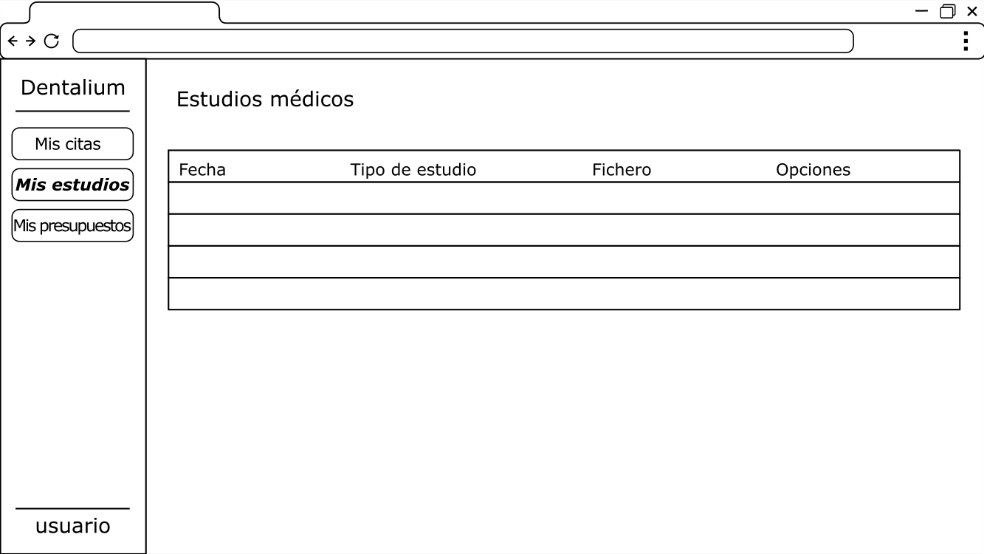 Dentalium
Mis citas
Mis estudios
Mis presupuestos
usuario
Estudios médicos
Fecha Tipo de estudio Fichero Opciones